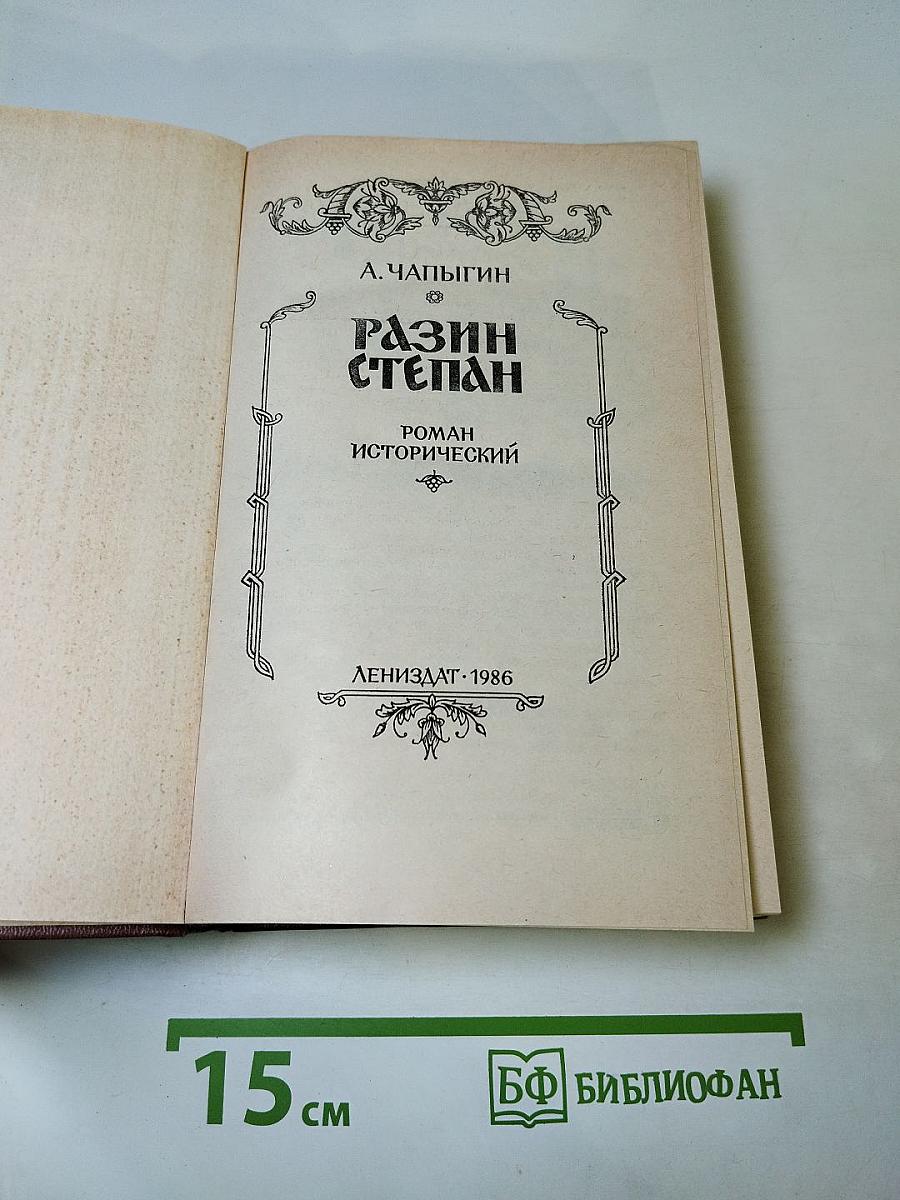 А. ЧАПЫГИН
РАЗИН
СТЕПАН
РОМАН
ИСТОРИЧЕСКИЙ
ЛЕНИЗДАТ · 1986
15 см
БФ БИБЛИОФАН